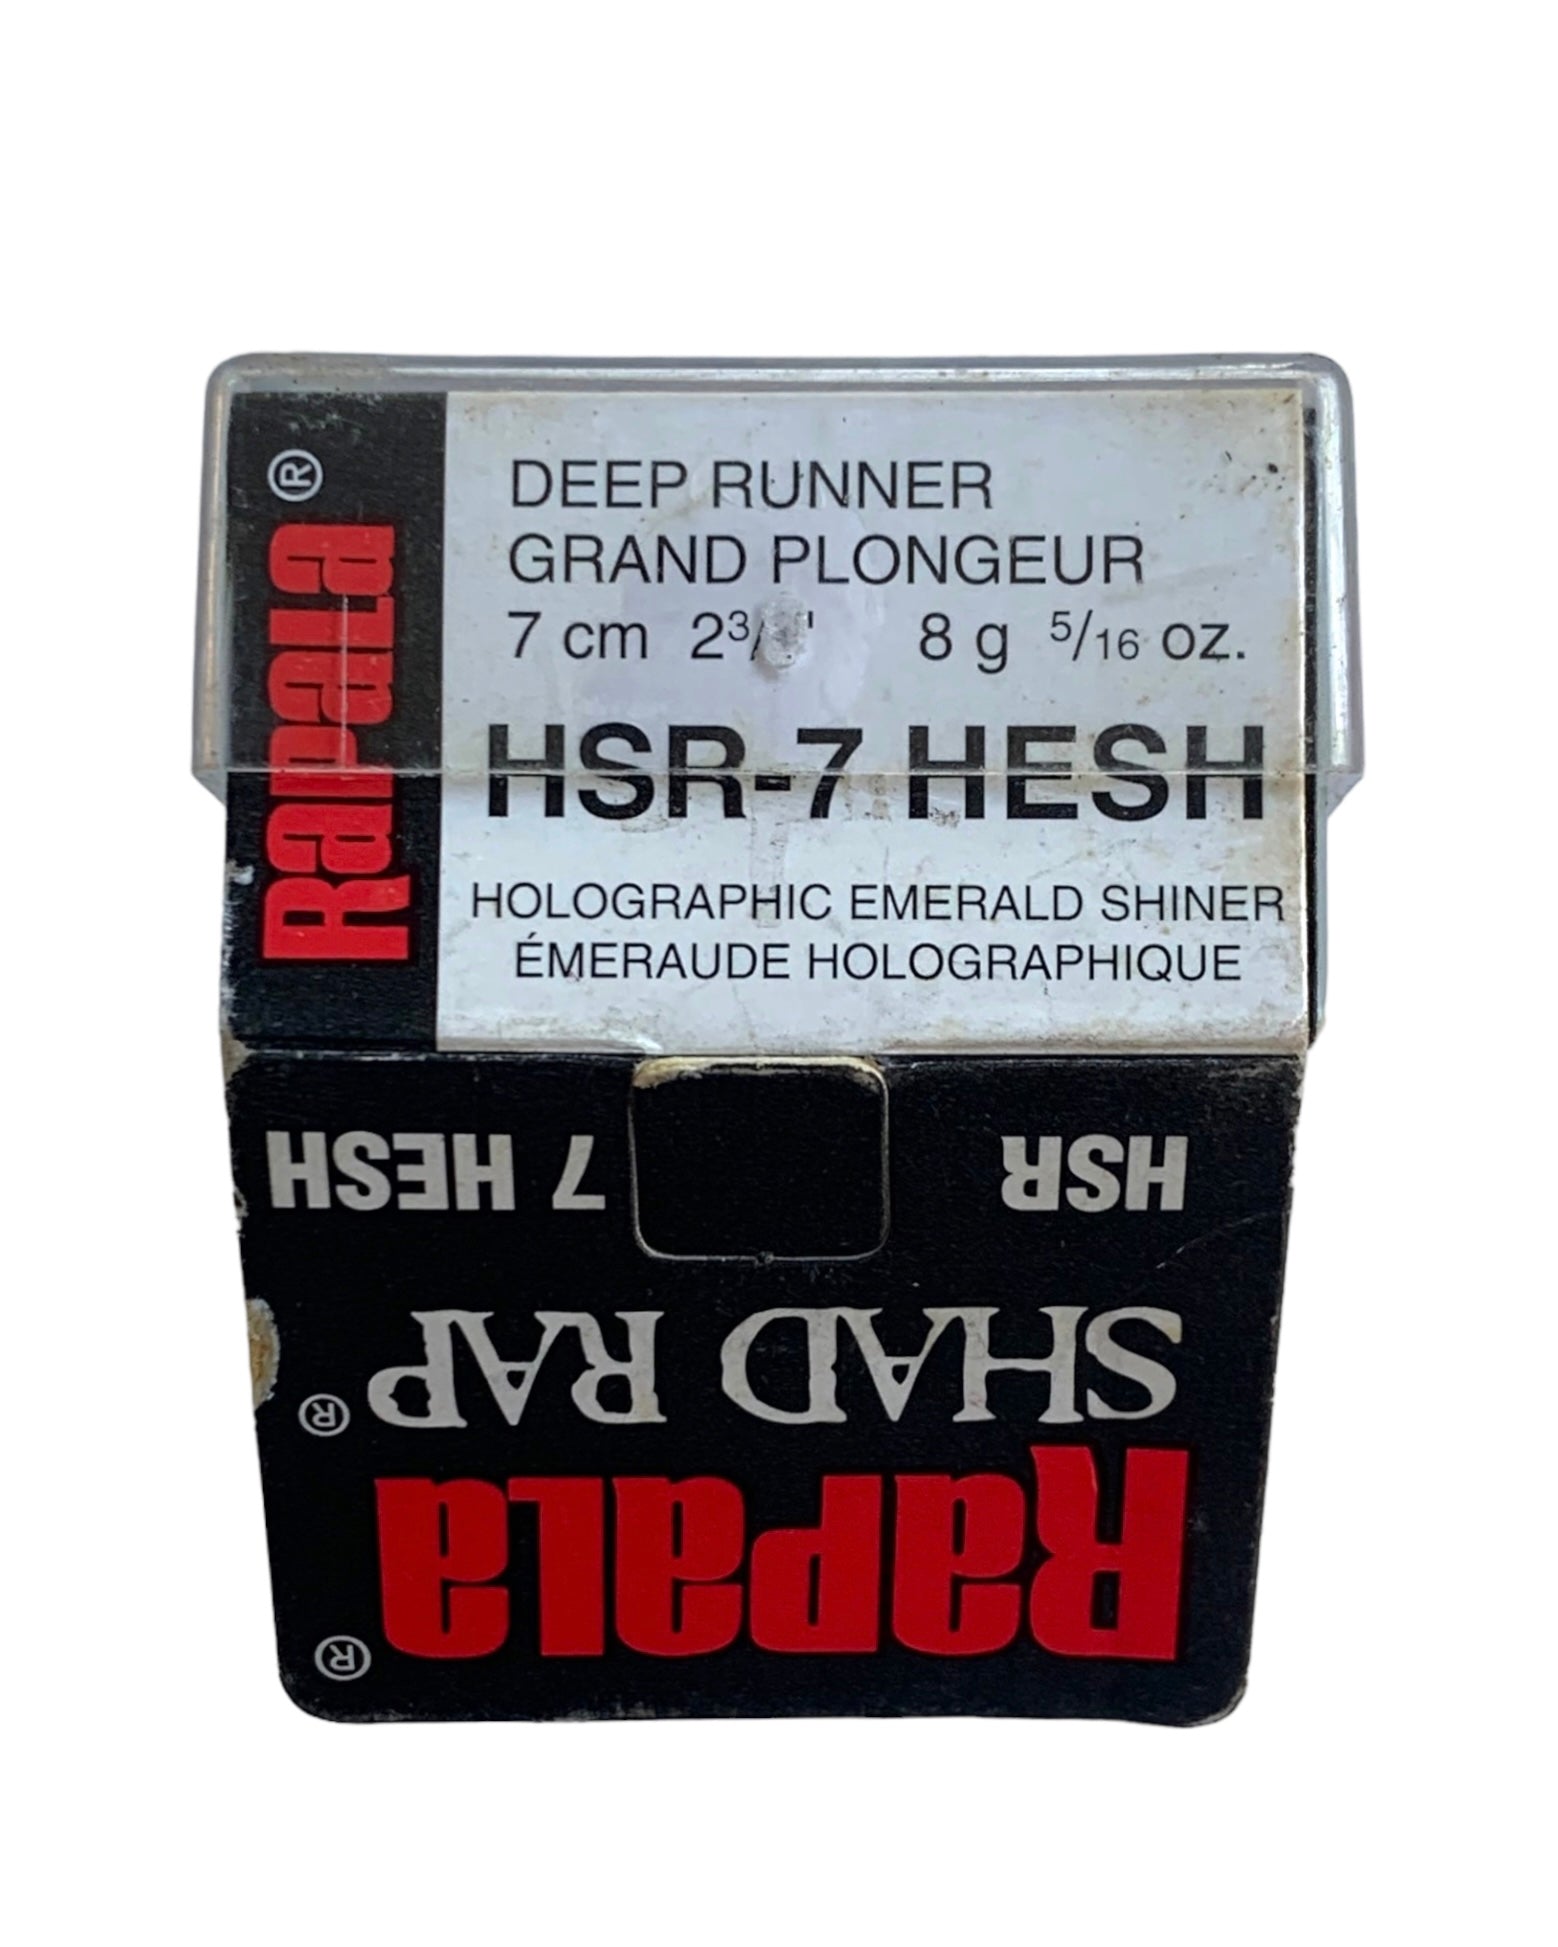 Rapala®
DEEP RUNNER
GRAND PLONGEUR
7 cm 2³/ " 8 g 5/16 oz.
HSR-7 HESH
HOLOGRAPHIC EMERALD SHINER
ÉMERAUDE HOLOGRAPHIQUE
Rapala®
SHAD RAP®
HSR 7 HESH